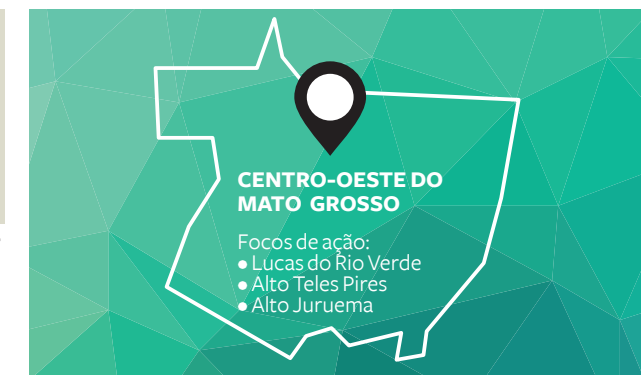 CENTRO-OESTE DO
MATO GROSSO
Focos de ação:
• Lucas do Rio Verde
• Alto Teles Pires
• Alto Juruema